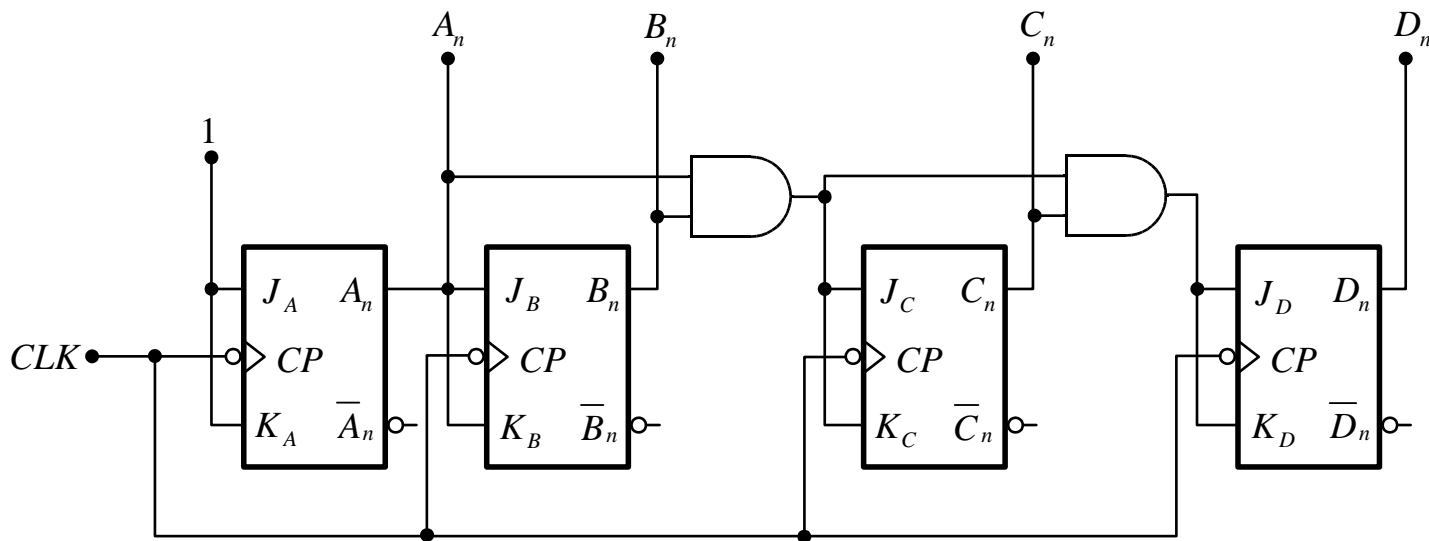 A_n B_n C_n D_n
1
J_A A_n J_B B_n J_C C_n J_D D_n
CLK CP CP CP CP
K_A A̅_n K_B B̅_n K_C C̅_n K_D D̅_n